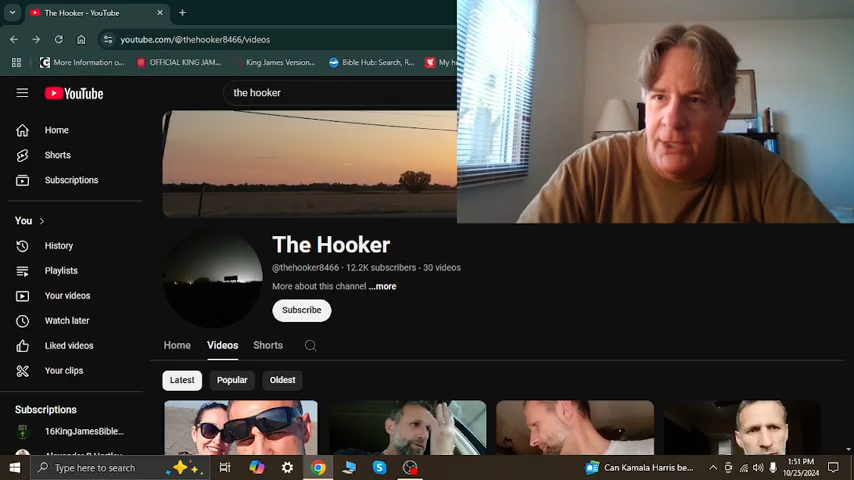 The Hooker - YouTube
youtube.com/@thehooker8466/videos
More Information o...
OFFICIAL KING JAM...
King James Version...
Bible Hub: Search, R...
My h
YouTube
the hooker
Home
Shorts
Subscriptions
You
History
Playlists
Your videos
Watch later
Liked videos
Your clips
Subscriptions
16KingJamesBible...
The Hooker
@thehooker8466 · 12.2K subscribers · 30 videos
More about this channel ...more
Subscribe
Home Videos Shorts
Latest Popular Oldest
Type here to search
Can Kamala Harris be...
1:51 PM
10/25/2024